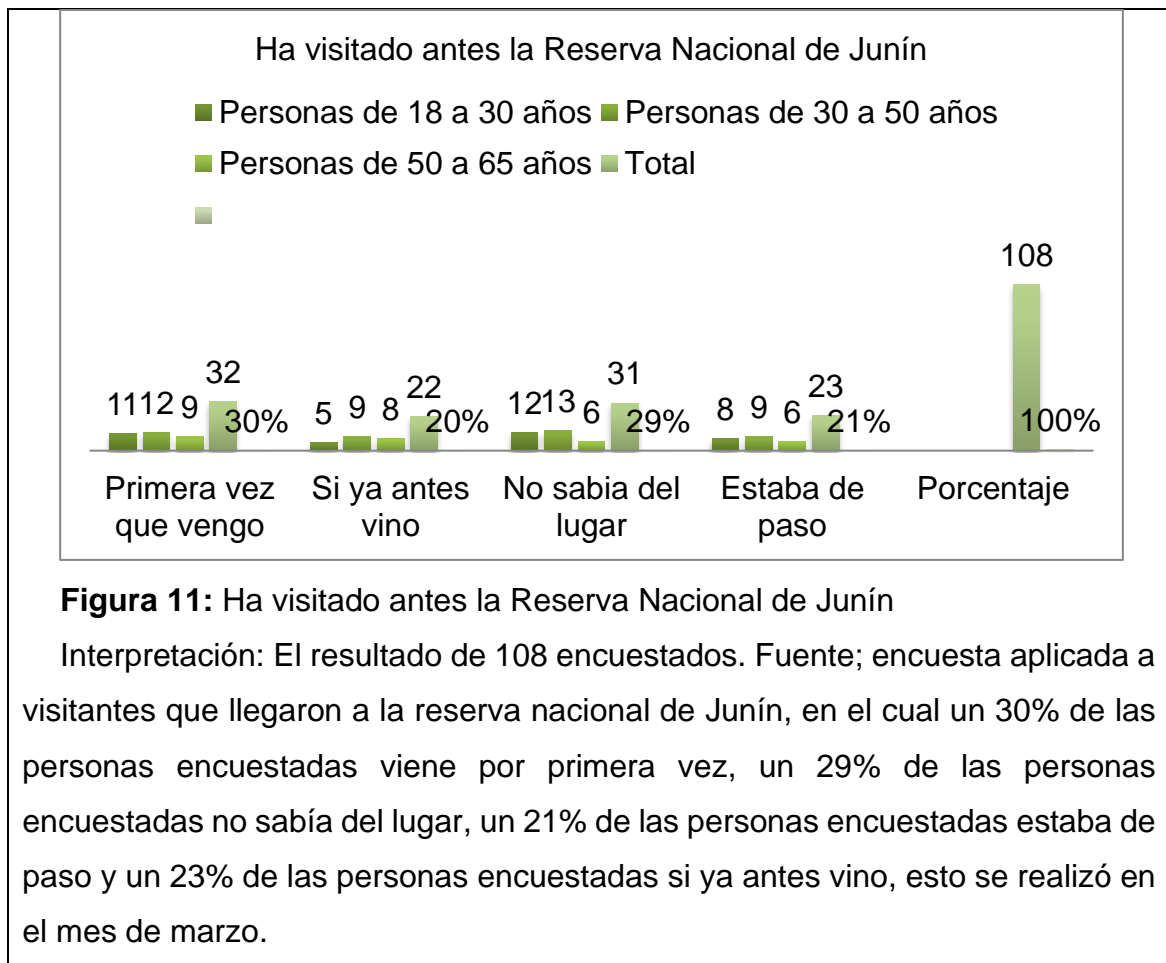 Ha visitado antes la Reserva Nacional de Junín
Personas de 18 a 30 años Personas de 30 a 50 años
Personas de 50 a 65 años Total
108
11 12 9 32 30% 5 9 8 22 20% 12 13 6 31 29% 8 9 6 23 21% 100%
Primera vez que vengo
Si ya antes vino
No sabia del lugar
Estaba de paso
Porcentaje
Figura 11: Ha visitado antes la Reserva Nacional de Junín
Interpretación: El resultado de 108 encuestados. Fuente; encuesta aplicada a
visitantes que llegaron a la reserva nacional de Junín, en el cual un 30% de las
personas encuestadas viene por primera vez, un 29% de las personas
encuestadas no sabía del lugar, un 21% de las personas encuestadas estaba de
paso y un 23% de las personas encuestadas si ya antes vino, esto se realizó en
el mes de marzo.